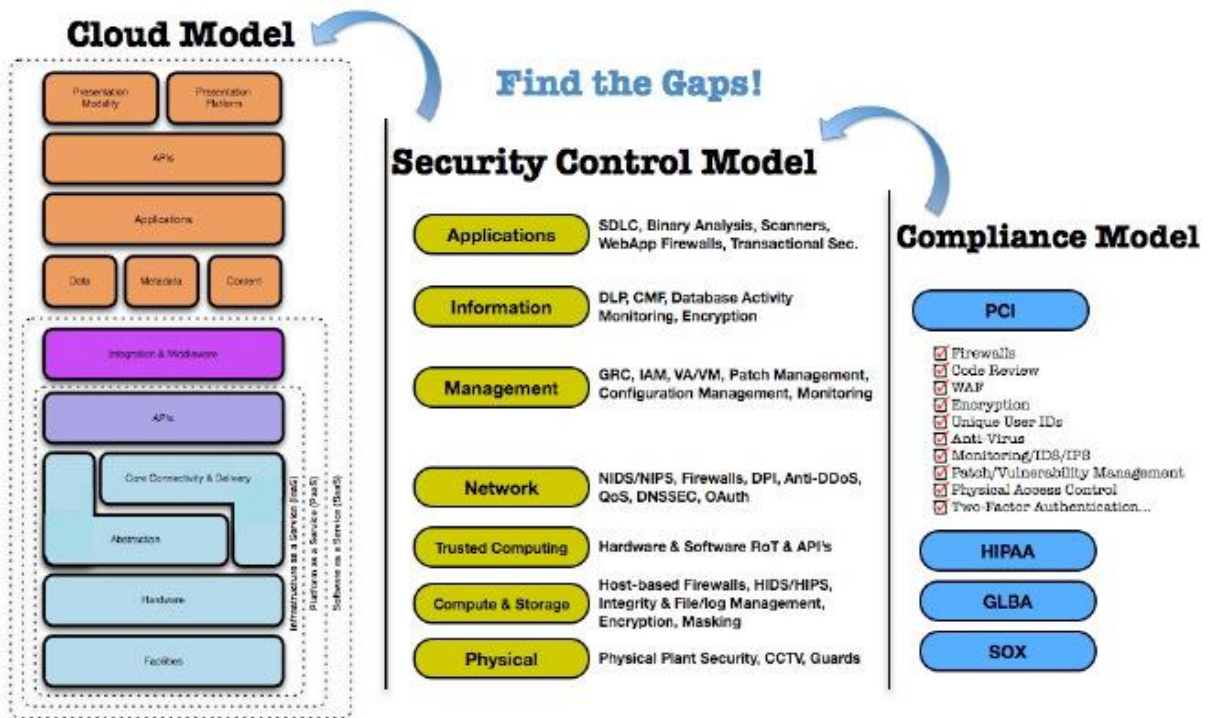 Cloud Model
Find the Gaps!
Presentation
Modality
Presentation
Platform
APIs
Applications
Data
Metadata
Content
Integration & Middleware
APIs
Core Connectivity & Delivery
Abstraction
Hardware
Facilities
Infrastructure as a Service (IaaS)
Platform as a Service (PaaS)
Software as a Service (SaaS)
Security Control Model
Applications
SDLC, Binary Analysis, Scanners,
WebApp Firewalls, Transactional Sec.
Information
DLP, CMF, Database Activity
Monitoring, Encryption
Management
GRC, IAM, VA/VM, Patch Management,
Configuration Management, Monitoring
Network
NIDS/NIPS, Firewalls, DPI, Anti-DDoS,
QoS, DNSSEC, OAuth
Trusted Computing
Hardware & Software RoT & API's
Compute & Storage
Host-based Firewalls, HIDS/HIPS,
Integrity & File/log Management,
Encryption, Masking
Physical
Physical Plant Security, CCTV, Guards
Compliance Model
PCI
Firewalls
Code Review
WAF
Encryption
Unique User IDs
Anti-Virus
Monitoring/IDS/IPS
Patch/Vulnerability Management
Physical Access Control
Two-Factor Authentication...
HIPAA
GLBA
SOX